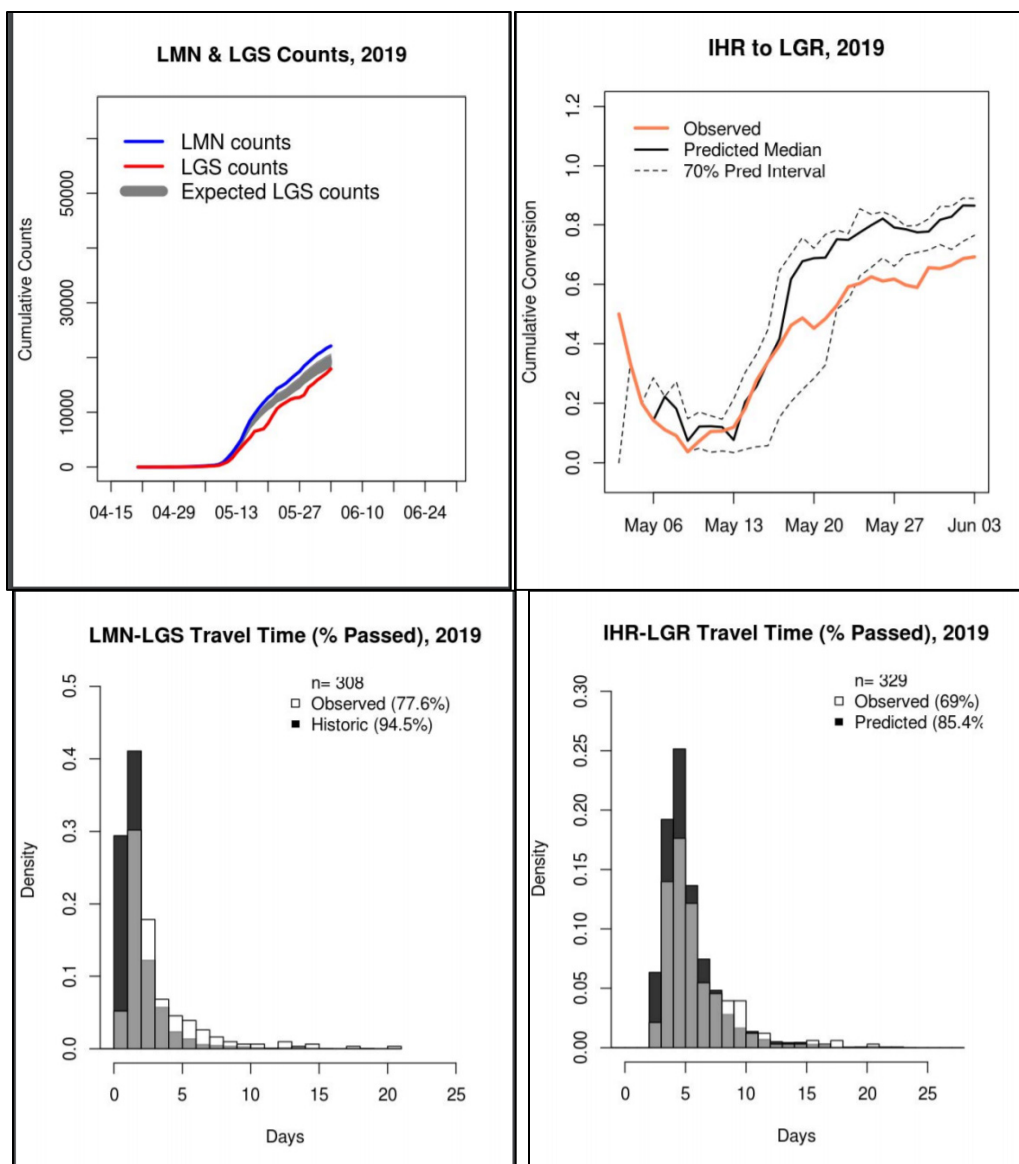 LMN & LGS Counts, 2019
LMN counts
LGS counts
Expected LGS counts
Cumulative Counts
0 10000 30000 50000
04-15 04-29 05-13 05-27 06-10 06-24
IHR to LGR, 2019
Observed
Predicted Median
70% Pred Interval
Cumulative Conversion
0.0 0.2 0.4 0.6 0.8 1.0 1.2
May 06 May 13 May 20 May 27 Jun 03
LMN-LGS Travel Time (% Passed), 2019
n= 308
Observed (77.6%)
Historic (94.5%)
Density
0.0 0.1 0.2 0.3 0.4 0.5
0 5 10 15 20 25
Days
IHR-LGR Travel Time (% Passed), 2019
n= 329
Observed (69%)
Predicted (85.4%
Density
0.00 0.05 0.10 0.15 0.20 0.25 0.30
0 5 10 15 20 25
Days